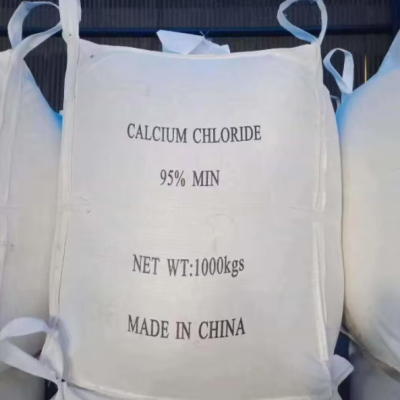 CALCIUM CHLORIDE
95% MIN
NET WT:1000kgs
MADE IN CHINA